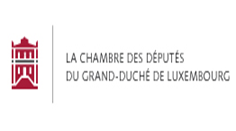 LA CHAMBRE DES DÉPUTÉS
DU GRAND-DUCHÉ DE LUXEMBOURG